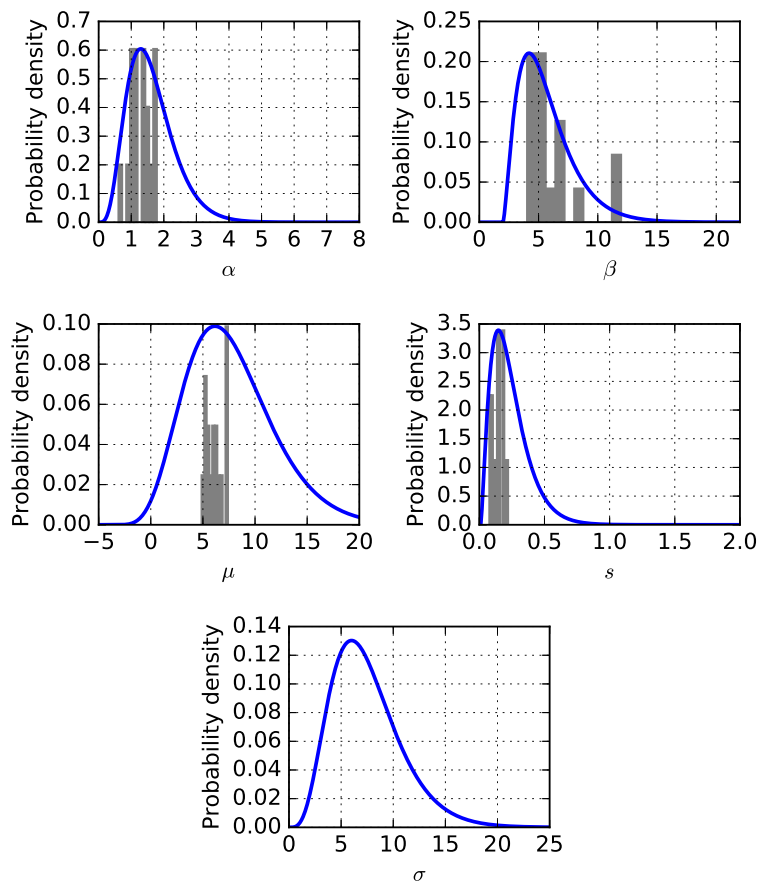 Probability density
0.7
0.6
0.5
0.4
0.3
0.2
0.1
0.0
0 1 2 3 4 5 6 7 8
α
Probability density
0.25
0.20
0.15
0.10
0.05
0.00
0 5 10 15 20
β
Probability density
0.10
0.08
0.06
0.04
0.02
0.00
−5 0 5 10 15 20
μ
Probability density
3.5
3.0
2.5
2.0
1.5
1.0
0.5
0.0
0.0 0.5 1.0 1.5 2.0
s
Probability density
0.14
0.12
0.10
0.08
0.06
0.04
0.02
0.00
0 5 10 15 20 25
σ